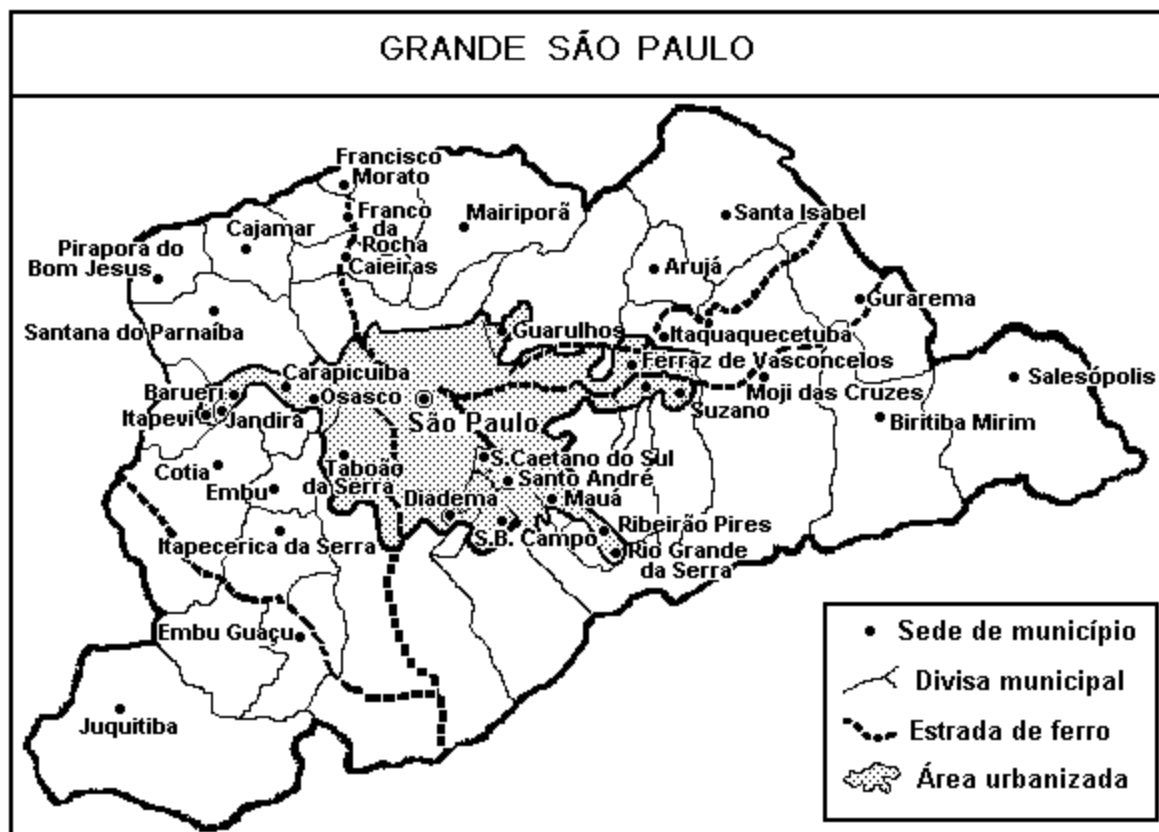 GRANDE SÃO PAULO
Francisco
Morato
Franco
da
Rocha
Caieiras
Mairiporã
Cajamar
Pirapora do
Bom Jesus
Santana do Parnaíba
Santa Isabel
Arujá
Gurarema
Guarulhos
Itaquaquecetuba
Ferraz de Vasconcelos
Salesópolis
Moji das Cruzes
Suzano
Biritiba Mirim
Carapicuiba
Barueri
Osasco
Itapevi
Jandirá
São Paulo
Cotia
Taboão
da Serra
Embu
S.Caetano do Sul
Santo André
Diadema
Mauá
Ribeirão Pires
S.B. Campo
Rio Grande
da Serra
Itapecerica da Serra
Embu Guaçu
Juquitiba
Sede de município
Divisa municipal
Estrada de ferro
Área urbanizada